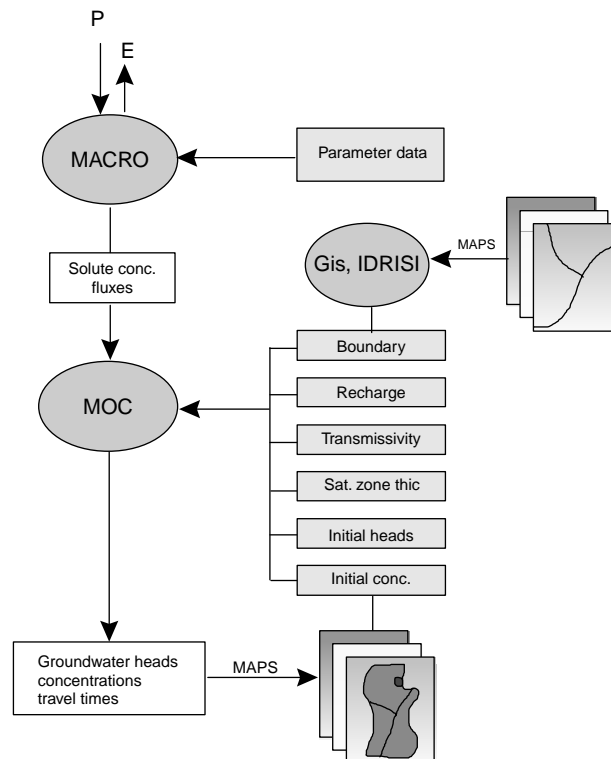 P
E
MACRO
Parameter data
Solute conc.
fluxes
Gis, IDRISI
MAPS
Boundary
Recharge
MOC
Transmissivity
Sat. zone thic
Initial heads
Initial conc.
Groundwater heads
concentrations
travel times
MAPS